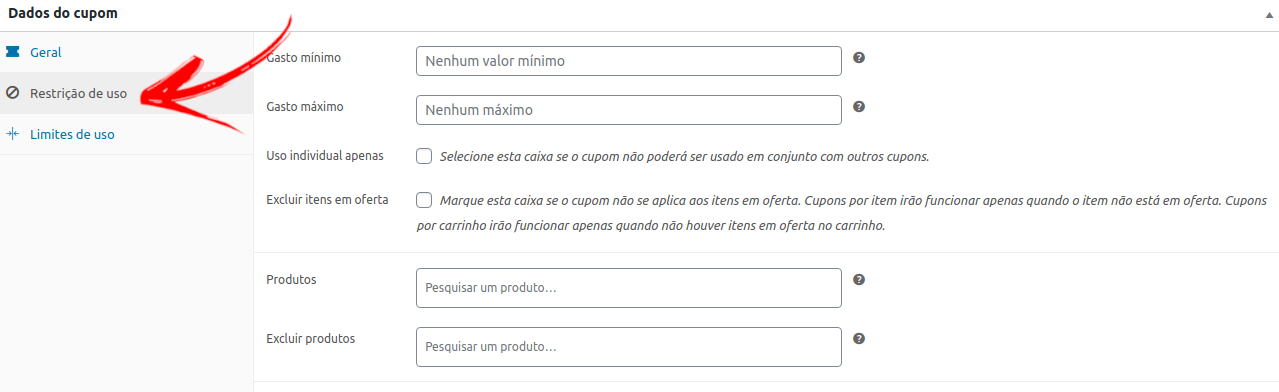 Dados do cupom
Geral
Restrição de uso
Limites de uso
Gasto mínimo
Nenhum valor mínimo
Gasto máximo
Nenhum máximo
Uso individual apenas
Selecione esta caixa se o cupom não poderá ser usado em conjunto com outros cupons.
Excluir itens em oferta
Marque esta caixa se o cupom não se aplica aos itens em oferta. Cupons por item irão funcionar apenas quando o item não está em oferta. Cupons
por carrinho irão funcionar apenas quando não houver itens em oferta no carrinho.
Produtos
Pesquisar um produto…
Excluir produtos
Pesquisar um produto…